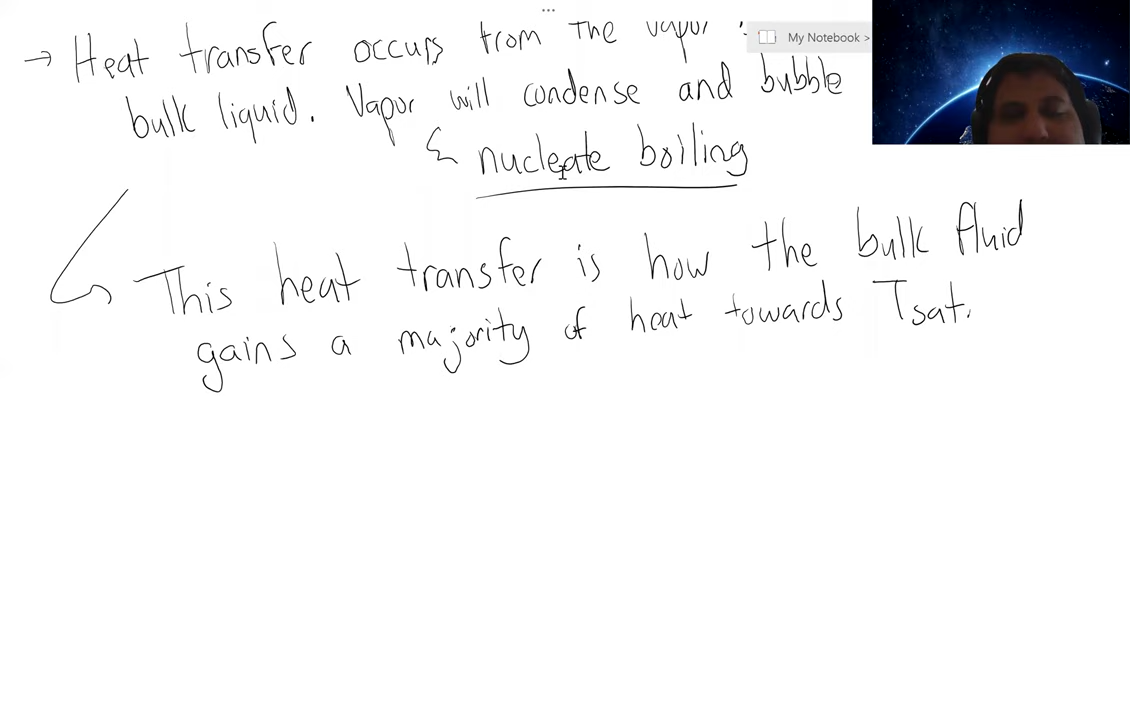 → Heat transfer occurs from the vapor
My Notebook >
bulk liquid. Vapor will condense and bubble
nucleate boiling
This heat transfer is how the bulk fluid
gains a majority of heat towards Tsat.